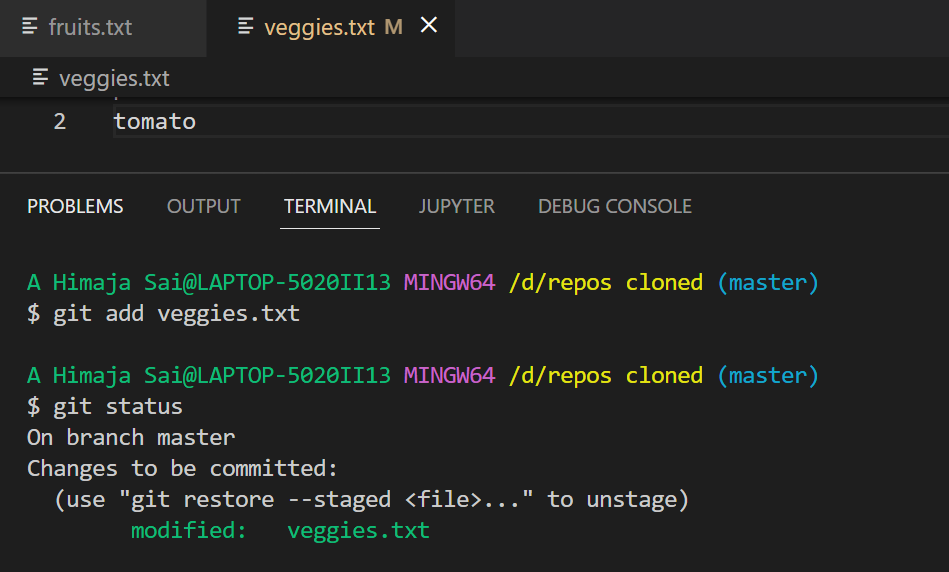 fruits.txt veggies.txt M
veggies.txt
2 tomato
PROBLEMS OUTPUT TERMINAL JUPYTER DEBUG CONSOLE
A Himaja Sai@LAPTOP-5020II13 MINGW64 /d/repos cloned (master)
$ git add veggies.txt
A Himaja Sai@LAPTOP-5020II13 MINGW64 /d/repos cloned (master)
$ git status
On branch master
Changes to be committed:
  (use "git restore --staged <file>..." to unstage)
        modified:   veggies.txt